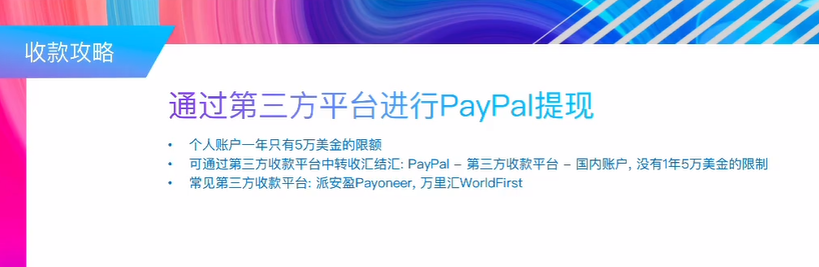 收款攻略
通过第三方平台进行PayPal提现
• 个人账户一年只有5万美金的限额
• 可通过第三方收款平台中转收汇结汇: PayPal – 第三方收款平台 – 国内账户, 没有1年5万美金的限制
• 常见第三方收款平台: 派安盈Payoneer, 万里汇WorldFirst